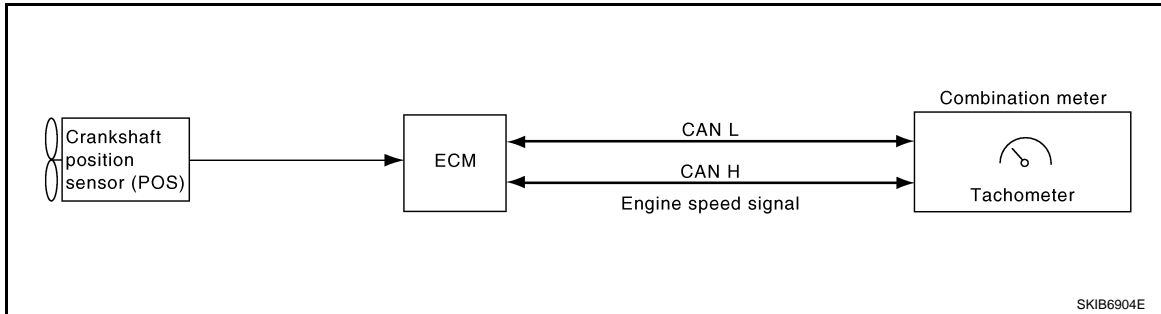 Crankshaft
position
sensor (POS)
ECM
CAN L
CAN H
Engine speed signal
Combination meter
Tachometer
SKIB6904E